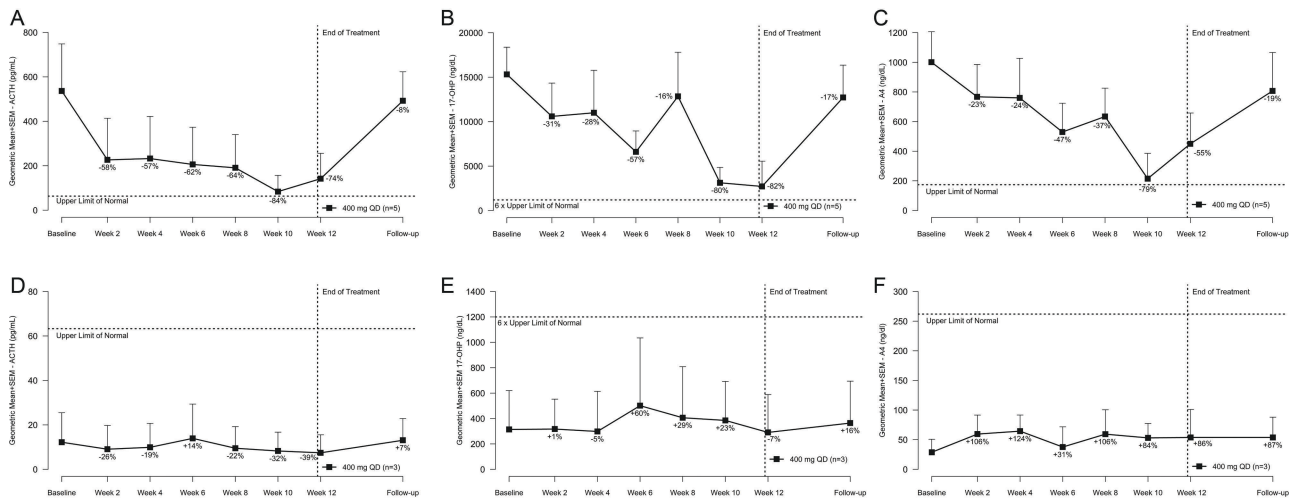 A
Geometric Mean+SEM - ACTH (pg/mL)
800
600
400
200
0
End of Treatment
-58%
-57%
-62%
-64%
-84%
-74%
-8%
Upper Limit of Normal
400 mg QD (n=5)
Baseline Week 2 Week 4 Week 6 Week 8 Week 10 Week 12 Follow-up
B
Geometric Mean+SEM - 17-OHP (ng/dL)
20000
15000
10000
5000
0
End of Treatment
-31%
-28%
-57%
-16%
-80%
-82%
-17%
6 x Upper Limit of Normal
400 mg QD (n=5)
Baseline Week 2 Week 4 Week 6 Week 8 Week 10 Week 12 Follow-up
C
Geometric Mean+SEM - A4 (ng/dL)
1200
1000
800
600
400
200
0
End of Treatment
-23%
-24%
-47%
-37%
-79%
-55%
-19%
Upper Limit of Normal
400 mg QD (n=5)
Baseline Week 2 Week 4 Week 6 Week 8 Week 10 Week 12 Follow-up
D
Geometric Mean+SEM - ACTH (pg/mL)
80
60
40
20
0
End of Treatment
Upper Limit of Normal
-26%
-19%
+14%
-22%
-32%
-39%
+7%
400 mg QD (n=3)
Baseline Week 2 Week 4 Week 6 Week 8 Week 10 Week 12 Follow-up
E
Geometric Mean+SEM 17-OHP (ng/dL)
1400
1200
1000
800
600
400
200
0
End of Treatment
6 x Upper Limit of Normal
+1%
-5%
+60%
+29%
+23%
-7%
+16%
400 mg QD (n=3)
Baseline Week 2 Week 4 Week 6 Week 8 Week 10 Week 12 Follow-up
F
Geometric Mean+SEM - A4 (ng/dl)
300
250
200
150
100
50
0
End of Treatment
Upper Limit of Normal
+106%
+124%
+31%
+106%
+84%
+86%
+87%
400 mg QD (n=3)
Baseline Week 2 Week 4 Week 6 Week 8 Week 10 Week 12 Follow-up